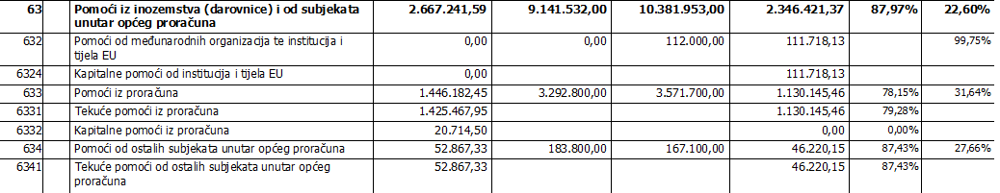 63 Pomoći iz inozemstva (darovnice) i od subjekata 2.667.241,59 9.141.532,00 10.381.953,00 2.346.421,37 87,97% 22,60%
unutar općeg proračuna
632 Pomoći od međunarodnih organizacija te institucija i 0,00 0,00 112.000,00 111.718,13 99,75%
tijela EU
6324 Kapitalne pomoći od institucija i tijela EU 0,00 111.718,13
633 Pomoći iz proračuna 1.446.182,45 3.292.800,00 3.571.700,00 1.130.145,46 78,15% 31,64%
6331 Tekuće pomoći iz proračuna 1.425.467,95 1.130.145,46 79,28%
6332 Kapitalne pomoći iz proračuna 20.714,50 0,00 0,00%
634 Pomoći od ostalih subjekata unutar općeg proračuna 52.867,33 183.800,00 167.100,00 46.220,15 87,43% 27,66%
6341 Tekuće pomoći od ostalih subjekata unutar općeg 52.867,33 46.220,15 87,43%
proračuna